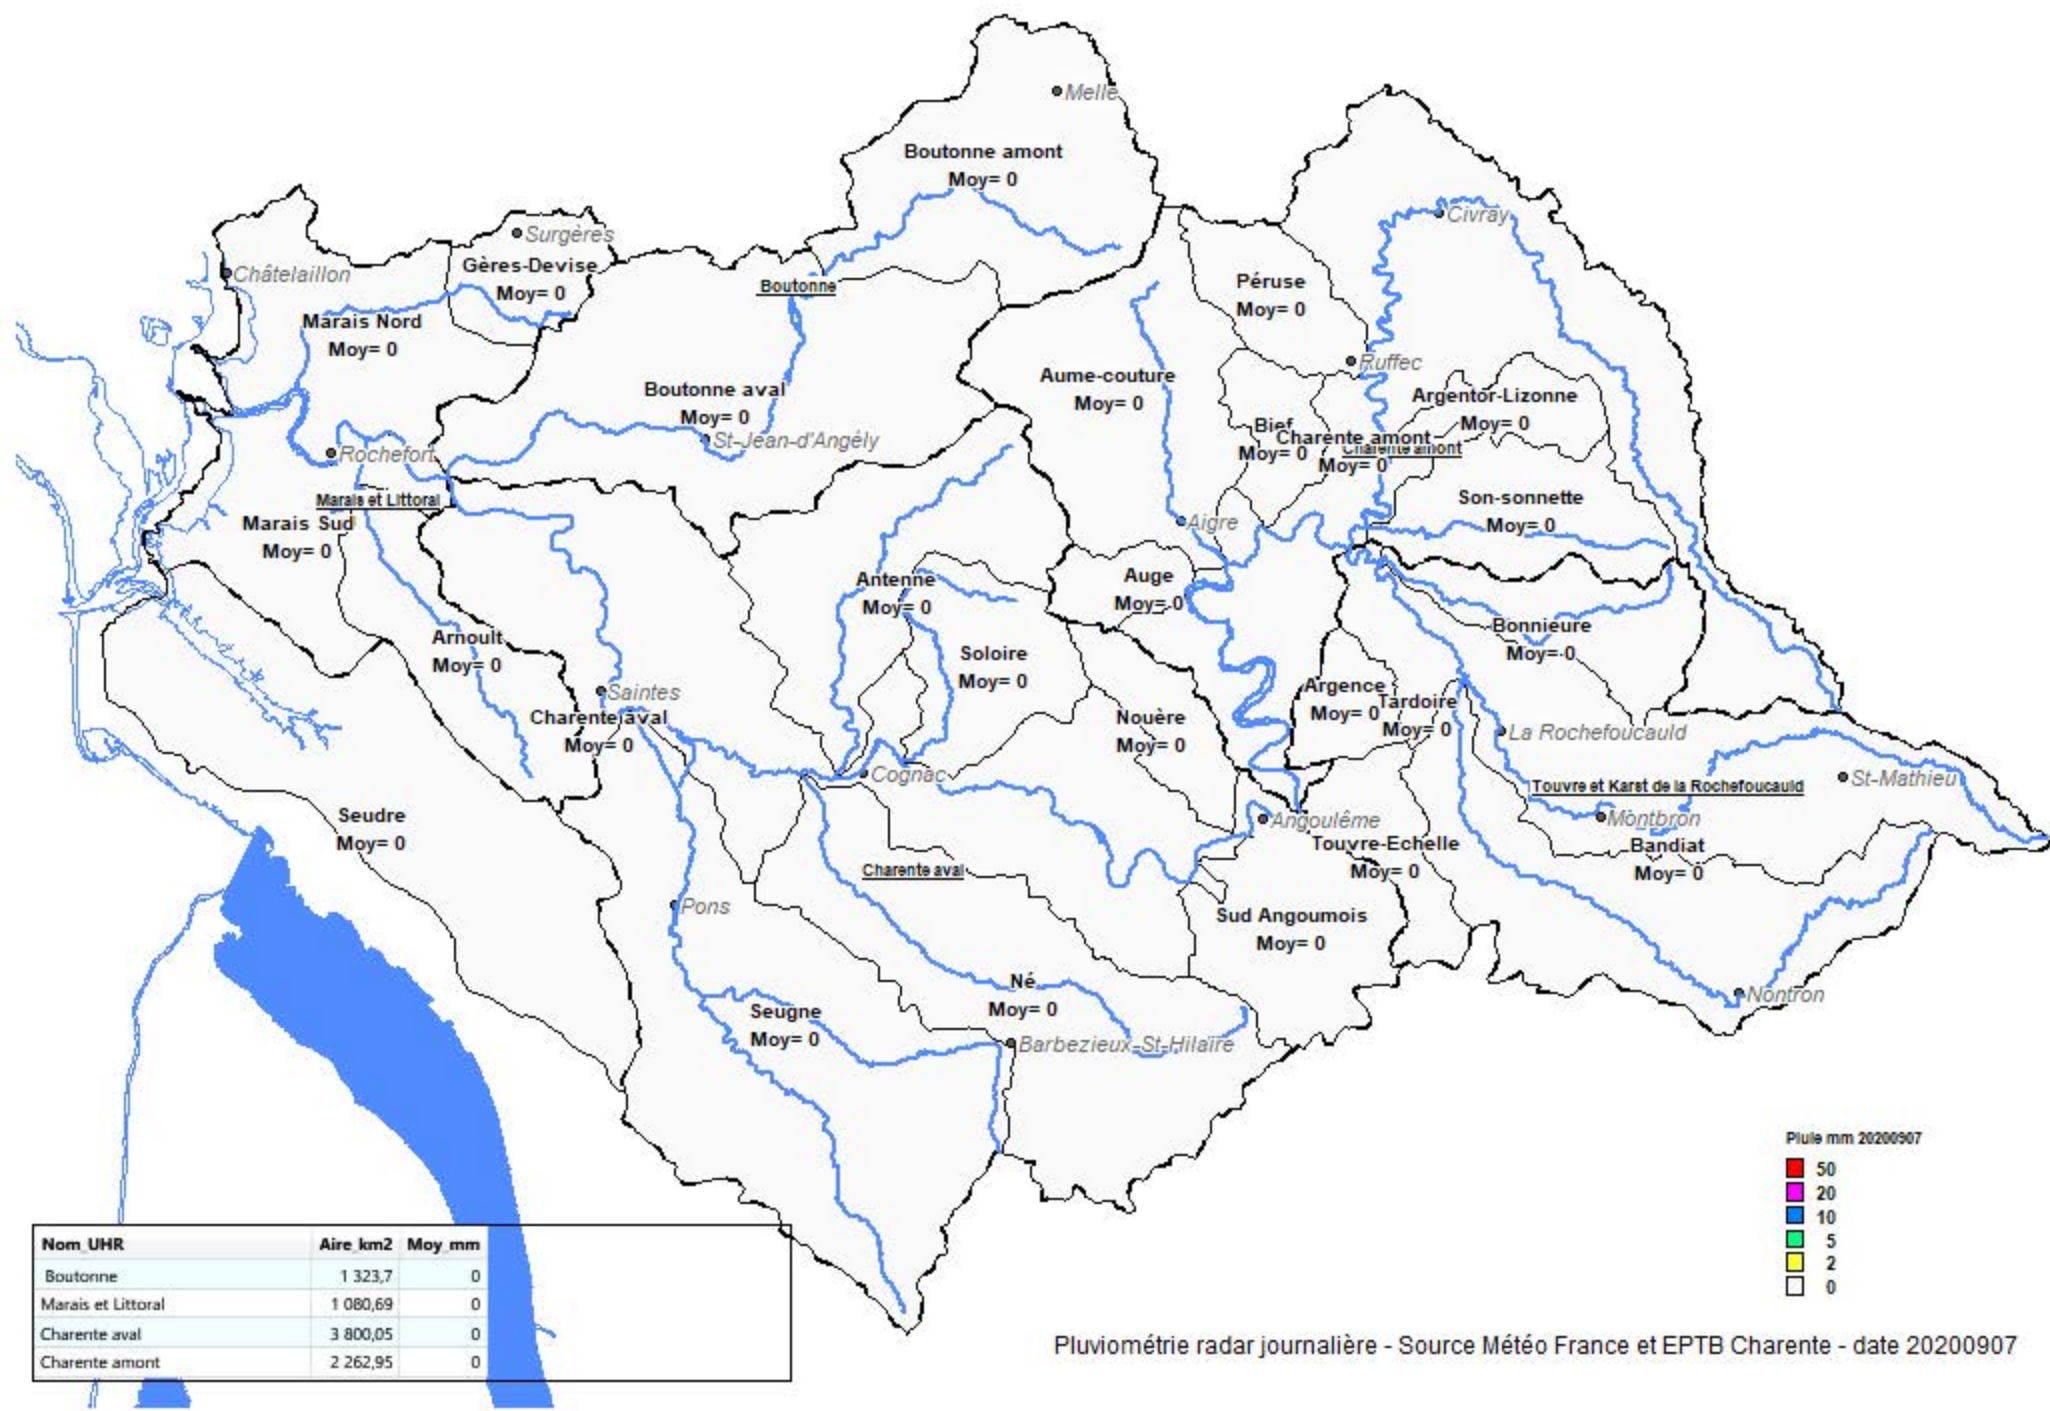 Melle
Boutonne amont
Moy= 0
Civray
Surgères
Châtelaillon
Gères-Devise
Moy= 0
Boutonne
Péruse
Moy= 0
Marais Nord
Moy= 0
Ruffec
Aume-couture
Moy= 0
Boutonne aval
Moy= 0
Argentor-Lizonne
Moy= 0
St-Jean-d'Angély
Bief
Moy= 0
Charente amont
Moy= 0
Charente amont
Rochefort
Marais et Littoral
Son-sonnette
Moy= 0
Marais Sud
Moy= 0
Aigre
Antenne
Moy= 0
Auge
Moy= 0
Bonnieure
Moy= 0
Arnoult
Moy= 0
Soloire
Moy= 0
Saintes
Argence
Moy= 0
Tardoire
Moy= 0
Charente aval
Moy= 0
Nouère
Moy= 0
La Rochefoucauld
Cognac
Touvre et Karst de la Rochefoucauld
St-Mathieu
Seudre
Moy= 0
Angoulême
Montbron
Touvre-Echelle
Moy= 0
Bandiat
Moy= 0
Charente aval
Pons
Sud Angoumois
Moy= 0
Né
Moy= 0
Nontron
Seugne
Moy= 0
Barbezieux-St-Hilaire
Pluie mm 20200907
50
20
10
5
2
0
Nom_UHR Aire_km2 Moy_mm
Boutonne 1 323,7 0
Marais et Littoral 1 080,69 0
Charente aval 3 800,05 0
Charente amont 2 262,95 0
Pluviométrie radar journalière - Source Météo France et EPTB Charente - date 20200907